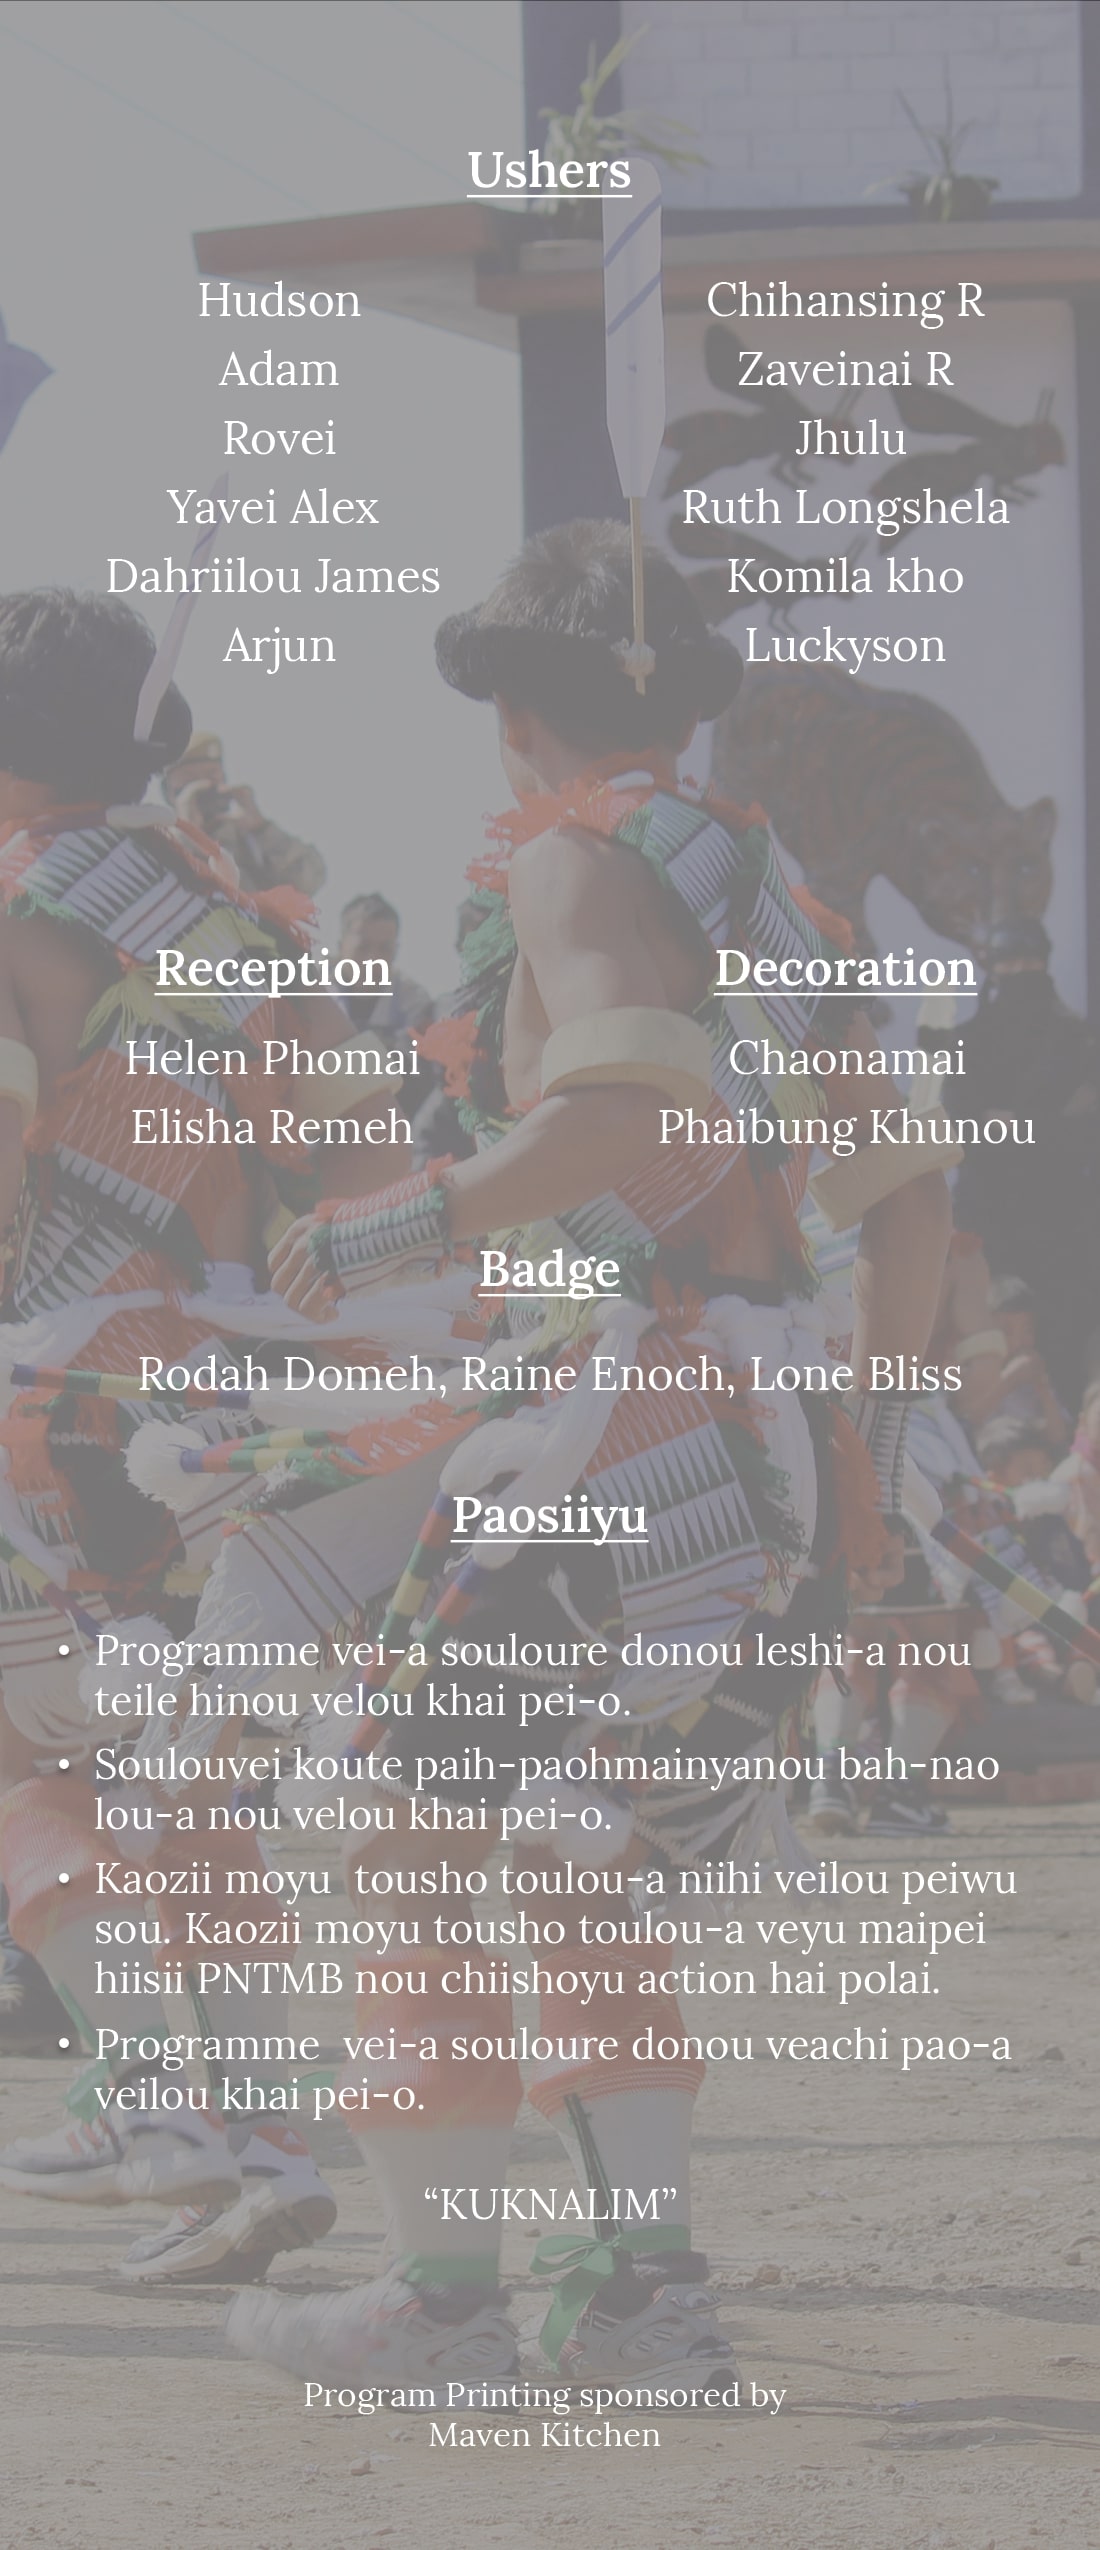 Ushers
Hudson
Adam
Rovei
Yavei Alex
Dahriilou James
Arjun
Chihansing R
Zaveinai R
Jhulu
Ruth Longshela
Komila kho
Luckyson
Reception
Helen Phomai
Elisha Remeh
Decoration
Chaonamai
Phaibung Khunou
Badge
Rodah Domeh, Raine Enoch, Lone Bliss
Paosiiyu
• Programme vei-a souloure donou leshi-a nou
teile hinou velou khai pei-o.
• Soulouvei koute paih-paohmainyanou bah-nao
lou-a nou velou khai pei-o.
• Kaozii moyu  tousho toulou-a niihi veilou peiwu
sou. Kaozii moyu tousho toulou-a veyu maipei
hiisii PNTMB nou chiishoyu action hai polai.
• Programme  vei-a souloure donou veachi pao-a
veilou khai pei-o.
“KUKNALIM”
Program Printing sponsored by
Maven Kitchen